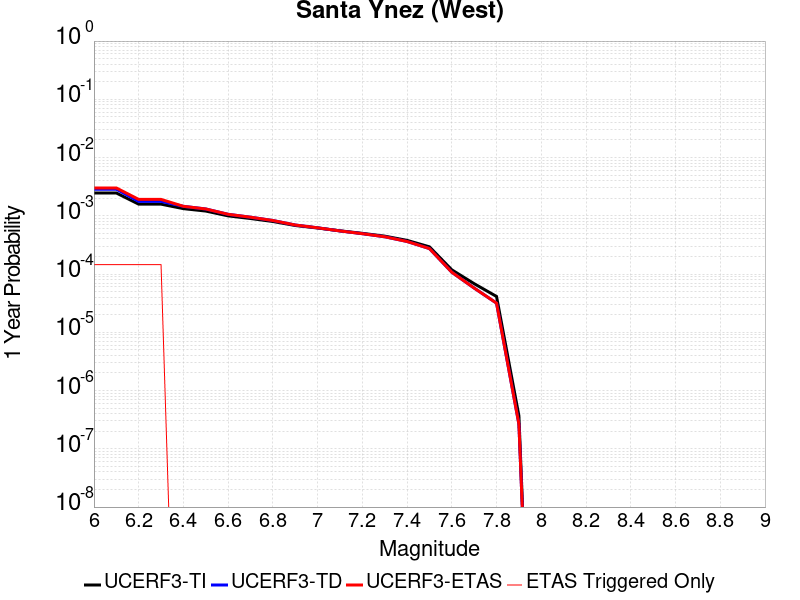 Santa Ynez (West)
10^0
10^-1
10^-2
10^-3
10^-4
10^-5
10^-6
10^-7
10^-8
1 Year Probability
6 6.2 6.4 6.6 6.8 7 7.2 7.4 7.6 7.8 8 8.2 8.4 8.6 8.8 9
Magnitude
UCERF3-TI UCERF3-TD UCERF3-ETAS ETAS Triggered Only